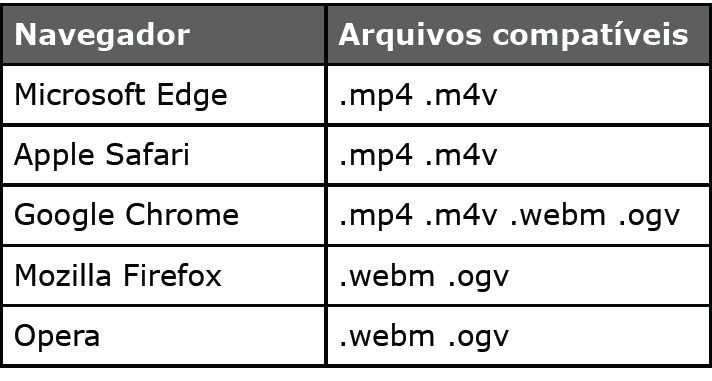 Navegador Arquivos compatíveis
Microsoft Edge .mp4 .m4v
Apple Safari .mp4 .m4v
Google Chrome .mp4 .m4v .webm .ogv
Mozilla Firefox .webm .ogv
Opera .webm .ogv